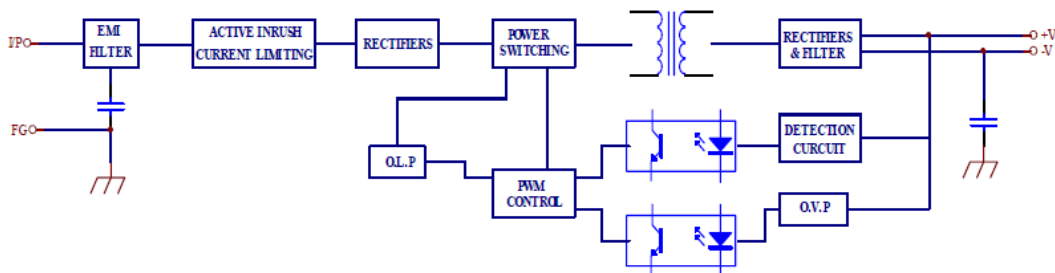 I/P
EMI
FILTER
ACTIVE INRUSH
CURRENT LIMITING
RECTIFIERS
POWER
SWITCHING
RECTIFIERS
& FILTER
+V
-V
FG
O.L.P
PWM
CONTROL
DETECTION
CURCUIT
O.V.P